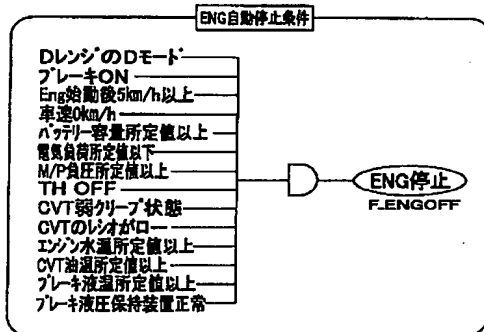 ENG自動停止条件
DレンジのDモード
ブレーキON
Eng始動後5km/h以上
車速0km/h
バッテリー容量所定値以上
電気負荷所定値以下
M/P負圧所定値以上
TH OFF
CVT弱クリープ状態
CVTのレシオがロー
エンジン水温所定値以上
CVT油温所定値以上
ブレーキ液温所定値以上
ブレーキ液圧保持装置正常
ENG停止
F_ENGOFF